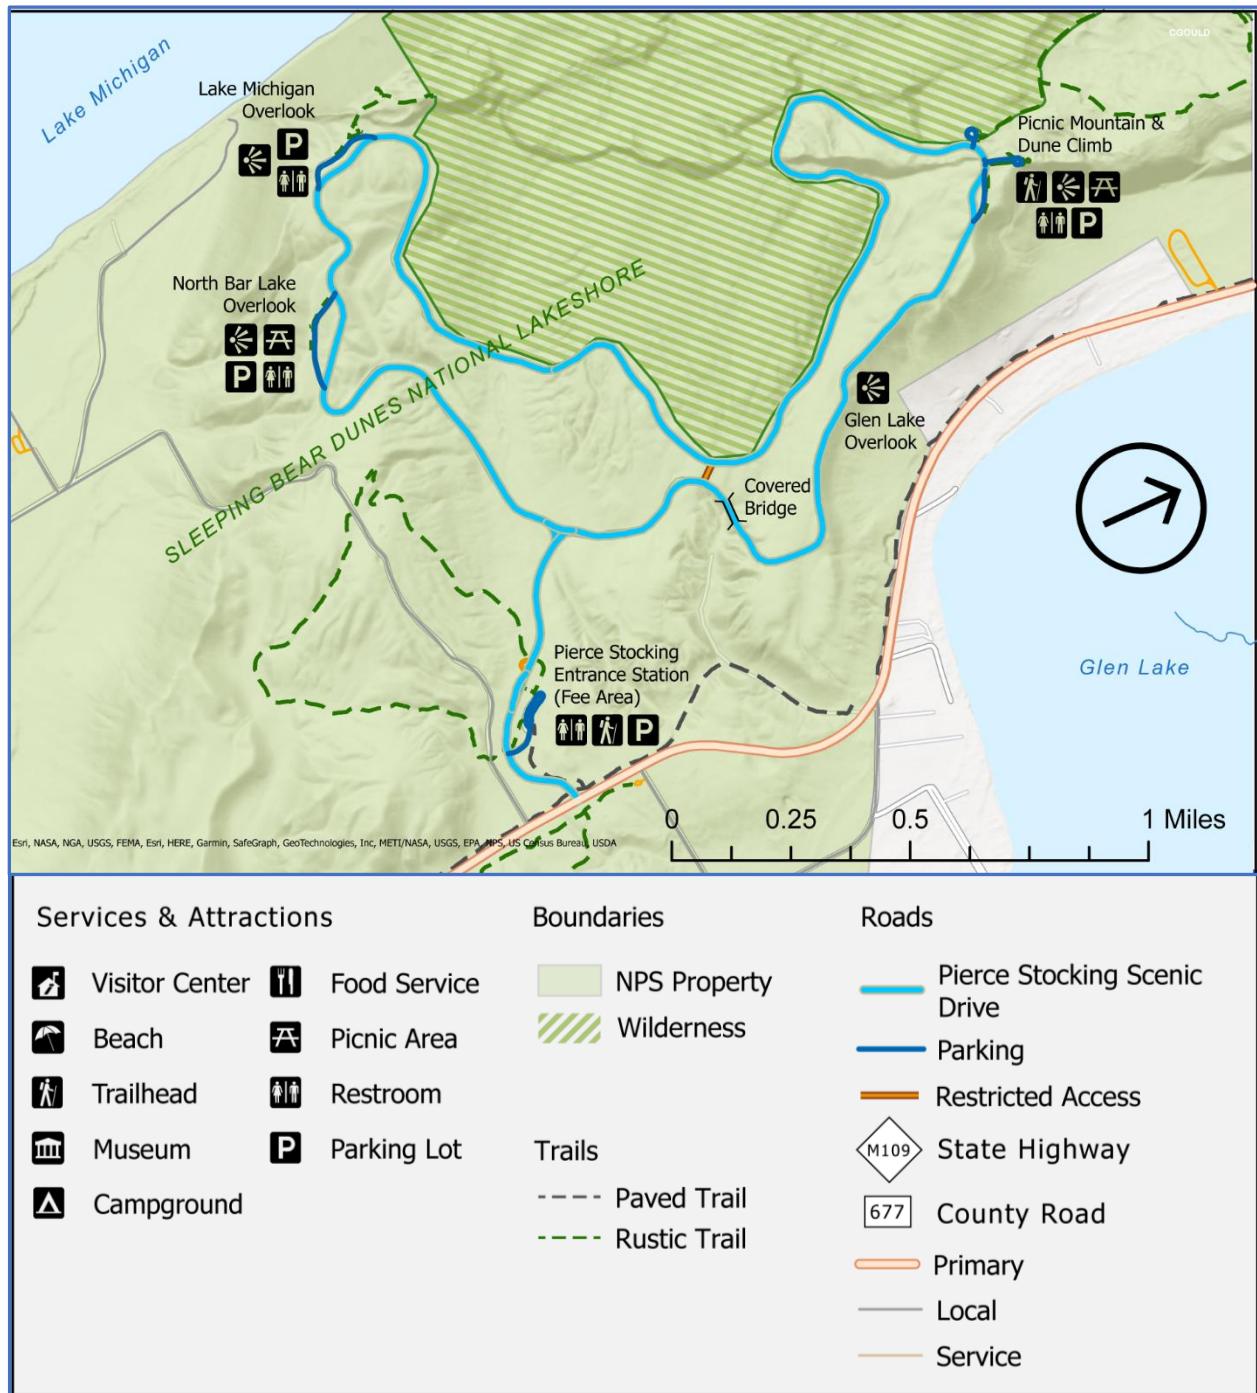 CGOULD
Lake Michigan
Lake Michigan
Overlook
P
Picnic Mountain &
Dune Climb
P
North Bar Lake
Overlook
P
SLEEPING BEAR DUNES NATIONAL LAKESHORE
Glen Lake
Overlook
Covered
Bridge
Pierce Stocking
Entrance Station
(Fee Area)
P
Glen Lake
0 0.25 0.5 1 Miles
Esri, NASA, NGA, USGS, FEMA, Esri, HERE, Garmin, SafeGraph, GeoTechnologies, Inc, METI/NASA, USGS, EPA, NPS, US Census Bureau, USDA
Services & Attractions
Visitor Center
Beach
Trailhead
Museum
Campground
Food Service
Picnic Area
Restroom
P Parking Lot
Boundaries
NPS Property
Wilderness
Trails
Paved Trail
Rustic Trail
Roads
Pierce Stocking Scenic
Drive
Parking
Restricted Access
M109 State Highway
677 County Road
Primary
Local
Service